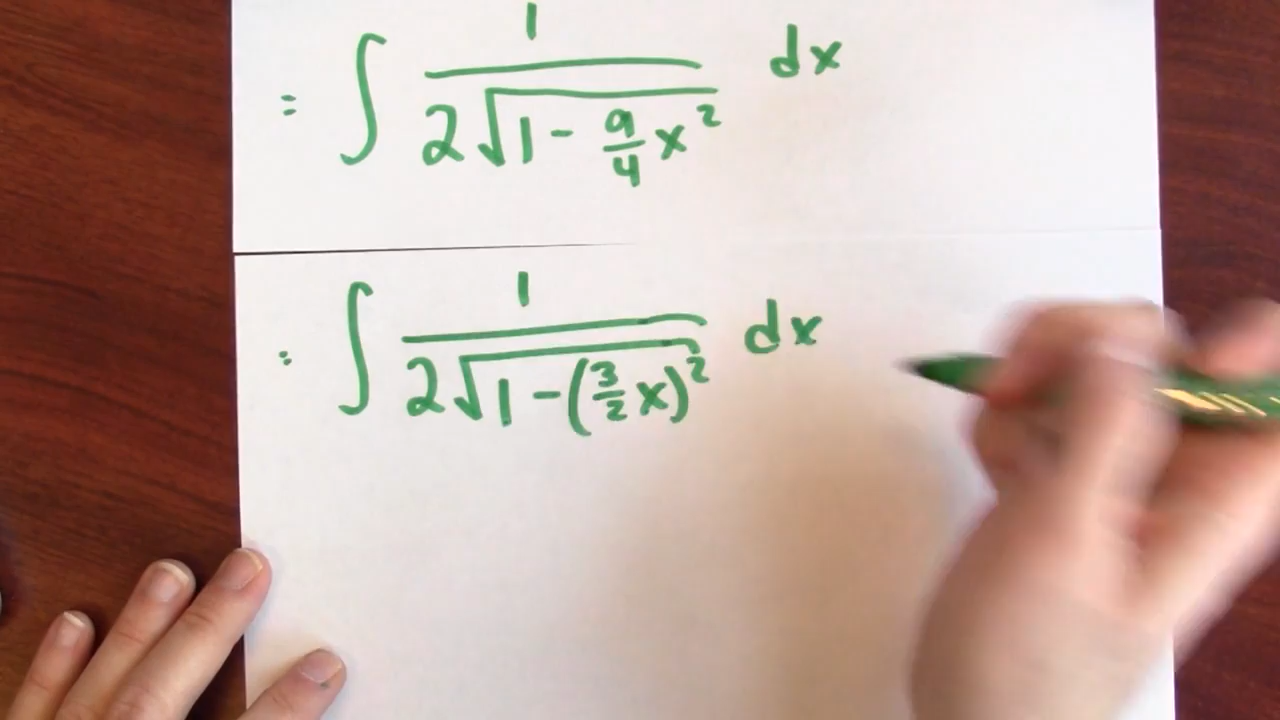 = ∫ 1 / (2√(1 - 9/4 x²)) dx
= ∫ 1 / (2√(1 - (3/2 x)²)) dx